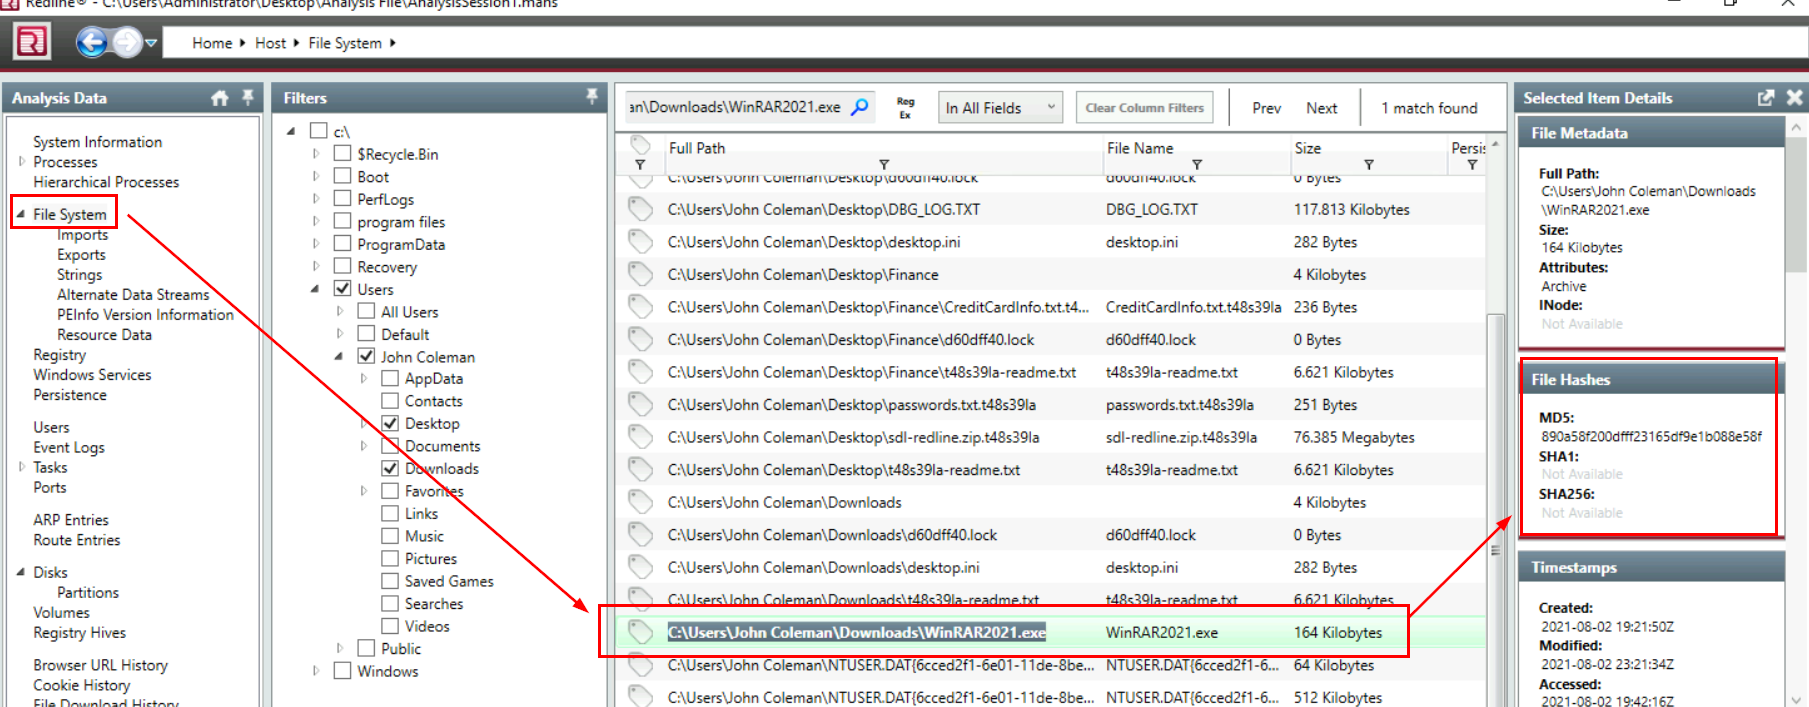 Redline® - C:\Users\Administrator\Desktop\Analysis File\AnalysisSession1.mans
Home Host File System
Analysis Data
System Information
Processes
Hierarchical Processes
File System
Imports
Exports
Strings
Alternate Data Streams
PEInfo Version Information
Resource Data
Registry
Windows Services
Persistence
Users
Event Logs
Tasks
Ports
ARP Entries
Route Entries
Disks
Partitions
Volumes
Registry Hives
Browser URL History
Cookie History
File Download History
Filters
c:\
$Recycle.Bin
Boot
PerfLogs
program files
ProgramData
Recovery
Users
All Users
Default
John Coleman
AppData
Contacts
Desktop
Documents
Downloads
Favorites
Links
Music
Pictures
Saved Games
Searches
Videos
Public
Windows
an\Downloads\WinRAR2021.exe Reg Ex In All Fields Clear Column Filters Prev Next 1 match found
Full Path File Name Size Persis
C:\Users\John Coleman\Desktop\d60dff40.lock d60dff40.lock 0 Bytes
C:\Users\John Coleman\Desktop\DBG_LOG.TXT DBG_LOG.TXT 117.813 Kilobytes
C:\Users\John Coleman\Desktop\desktop.ini desktop.ini 282 Bytes
C:\Users\John Coleman\Desktop\Finance 4 Kilobytes
C:\Users\John Coleman\Desktop\Finance\CreditCardInfo.txt.t4... CreditCardInfo.txt.t48s39la 236 Bytes
C:\Users\John Coleman\Desktop\Finance\d60dff40.lock d60dff40.lock 0 Bytes
C:\Users\John Coleman\Desktop\Finance\t48s39la-readme.txt t48s39la-readme.txt 6.621 Kilobytes
C:\Users\John Coleman\Desktop\passwords.txt.t48s39la passwords.txt.t48s39la 251 Bytes
C:\Users\John Coleman\Desktop\sdl-redline.zip.t48s39la sdl-redline.zip.t48s39la 76.385 Megabytes
C:\Users\John Coleman\Desktop\t48s39la-readme.txt t48s39la-readme.txt 6.621 Kilobytes
C:\Users\John Coleman\Downloads 4 Kilobytes
C:\Users\John Coleman\Downloads\d60dff40.lock d60dff40.lock 0 Bytes
C:\Users\John Coleman\Downloads\desktop.ini desktop.ini 282 Bytes
C:\Users\John Coleman\Downloads\t48s39la-readme.txt t48s39la-readme.txt 6.621 Kilobytes
C:\Users\John Coleman\Downloads\WinRAR2021.exe WinRAR2021.exe 164 Kilobytes
C:\Users\John Coleman\NTUSER.DAT{6cced2f1-6e01-11de-8be... NTUSER.DAT{6cced2f1-6... 64 Kilobytes
C:\Users\John Coleman\NTUSER.DAT{6cced2f1-6e01-11de-8be... NTUSER.DAT{6cced2f1-6... 512 Kilobytes
Selected Item Details
File Metadata
Full Path:
C:\Users\John Coleman\Downloads
\WinRAR2021.exe
Size:
164 Kilobytes
Attributes:
Archive
INode:
Not Available
File Hashes
MD5:
890a58f200dfff23165df9e1b088e58f
SHA1:
Not Available
SHA256:
Not Available
Timestamps
Created:
2021-08-02 19:21:50Z
Modified:
2021-08-02 23:21:34Z
Accessed:
2021-08-02 19:42:16Z